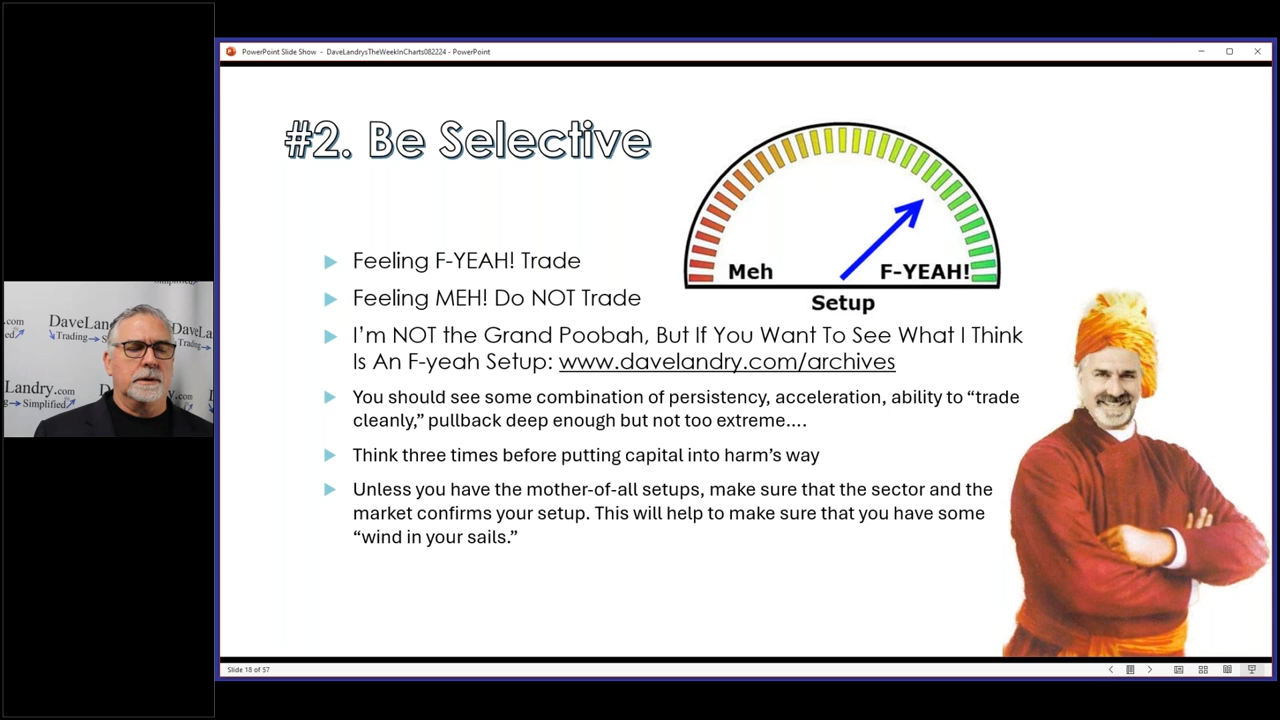 PowerPoint Slide Show - DaveLandrysTheWeekInCharts082224 - PowerPoint
#2. Be Selective
Meh
F-YEAH!
Setup
Feeling F-YEAH! Trade
Feeling MEH! Do NOT Trade
I'm NOT the Grand Poobah, But If You Want To See What I Think
Is An F-yeah Setup: www.davelandry.com/archives
You should see some combination of persistency, acceleration, ability to “trade
cleanly,” pullback deep enough but not too extreme....
Think three times before putting capital into harm’s way
Unless you have the mother-of-all setups, make sure that the sector and the
market confirms your setup. This will help to make sure that you have some
“wind in your sails.”
.com
DaveLan
DaveLa
Trading
Trading
Landry.com
Simplified
Slide 18 of 57